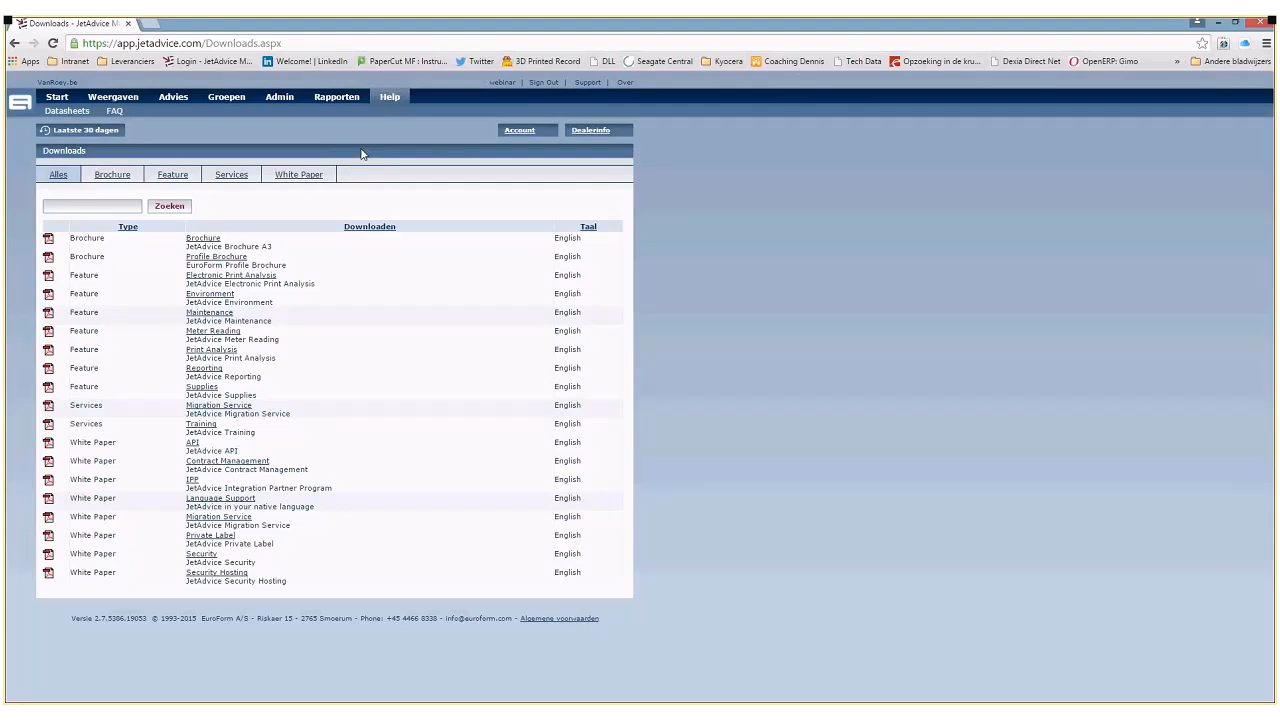 Downloads - JetAdvice M
https://app.jetadvice.com/Downloads.aspx
Apps Intranet Leveranciers Login - JetAdvice M... Welcome! | LinkedIn PaperCut MF : Instru... Twitter 3D Printed Record DLL Seagate Central Kyocera Coaching Dennis Tech Data Opzoeking in de kru... Dexia Direct Net OpenERP: Gimo » Andere bladwijzers
VanRoey.be webinar | Sign Out | Support | Over
Start Weergaven Advies Groepen Admin Rapporten Help
Datasheets FAQ
Laatste 30 dagen Account Dealerinfo
Downloads
Alles Brochure Feature Services White Paper
Zoeken
Type Downloaden Taal
Brochure Brochure English
JetAdvice Brochure A3
Brochure Profile Brochure English
EuroForm Profile Brochure
Feature Electronic Print Analysis English
JetAdvice Electronic Print Analysis
Feature Environment English
JetAdvice Environment
Feature Maintenance English
JetAdvice Maintenance
Feature Meter Reading English
JetAdvice Meter Reading
Feature Print Analysis English
JetAdvice Print Analysis
Feature Reporting English
JetAdvice Reporting
Feature Supplies English
JetAdvice Supplies
Services Migration Service English
JetAdvice Migration Service
Services Training English
JetAdvice Training
White Paper API English
JetAdvice API
White Paper Contract Management English
JetAdvice Contract Management
White Paper IPP English
JetAdvice Integration Partner Program
White Paper Language Support English
JetAdvice in your native language
White Paper Migration Service English
JetAdvice Migration Service
White Paper Private Label English
JetAdvice Private Label
White Paper Security English
JetAdvice Security
White Paper Security Hosting English
JetAdvice Security Hosting
Versie 2.7.5386.19053 © 1993-2015 EuroForm A/S - Riskaer 15 - 2765 Smoerum - Phone: +45 4466 8338 - info@euroform.com - Algemene voorwaarden